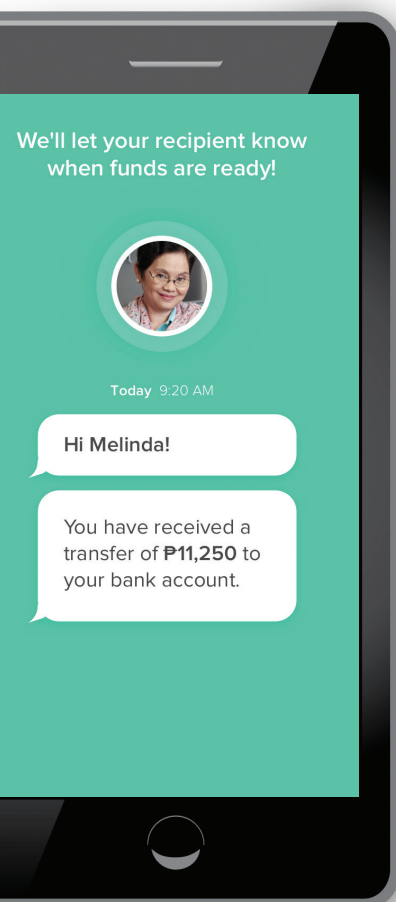 We'll let your recipient know
when funds are ready!
Today 9:20 AM
Hi Melinda!
You have received a
transfer of ₱11,250 to
your bank account.